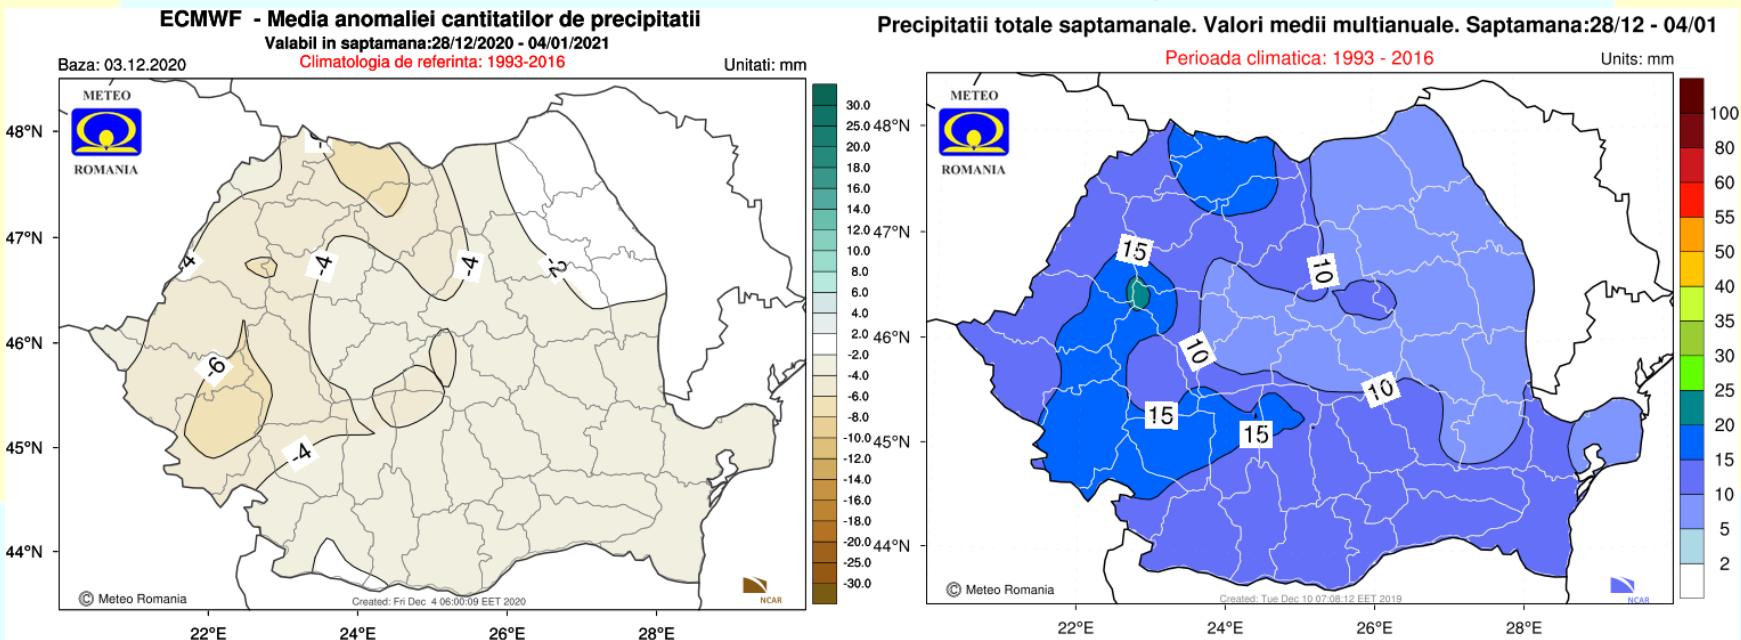 ECMWF - Media anomaliei cantitatilor de precipitatii
Valabil in saptamana:28/12/2020 - 04/01/2021
Baza: 03.12.2020
Climatologia de referinta: 1993-2016
Unitati: mm
METEO
ROMANIA
48°N
47°N
46°N
45°N
44°N
-4
-4
-4
-2
-6
-4
30.0
25.0
20.0
18.0
16.0
14.0
12.0
10.0
8.0
6.0
4.0
2.0
-2.0
-4.0
-6.0
-8.0
-10.0
-12.0
-14.0
-16.0
-18.0
-20.0
-25.0
-30.0
© Meteo Romania
Created: Fri Dec 4 06:00:09 EET 2020
NCAR
22°E
24°E
26°E
28°E
Precipitatii totale saptamanale. Valori medii multianuale. Saptamana:28/12 - 04/01
Perioada climatica: 1993 - 2016
Units: mm
METEO
ROMANIA
48°N
47°N
46°N
45°N
44°N
15
10
10
10
15
15
100
80
60
55
50
40
35
30
25
20
15
10
5
2
© Meteo Romania
Created: Tue Dec 10 07:08:12 EET 2019
NCAR
22°E
24°E
26°E
28°E